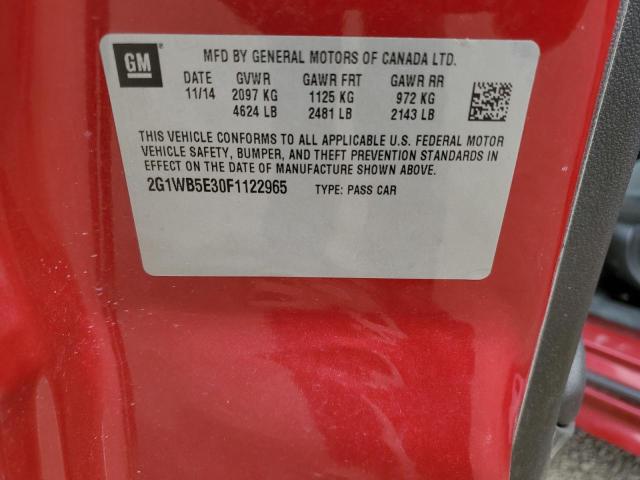 GM
MFD BY GENERAL MOTORS OF CANADA LTD.
DATE GVWR GAWR FRT GAWR RR
11/14 2097 KG 1125 KG 972 KG
4624 LB 2481 LB 2143 LB
THIS VEHICLE CONFORMS TO ALL APPLICABLE U.S. FEDERAL MOTOR
VEHICLE SAFETY, BUMPER, AND THEFT PREVENTION STANDARDS IN
EFFECT ON THE DATE OF MANUFACTURE SHOWN ABOVE.
2G1WB5E30F1122965 TYPE: PASS CAR